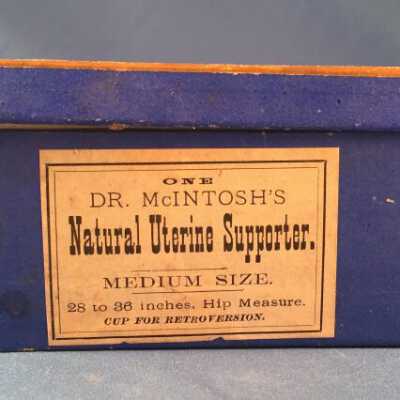 ONE
DR. McINTOSH'S
Natural Uterine Supporter.
MEDIUM SIZE.
28 to 36 inches. Hip Measure.
CUP FOR RETROVERSION.